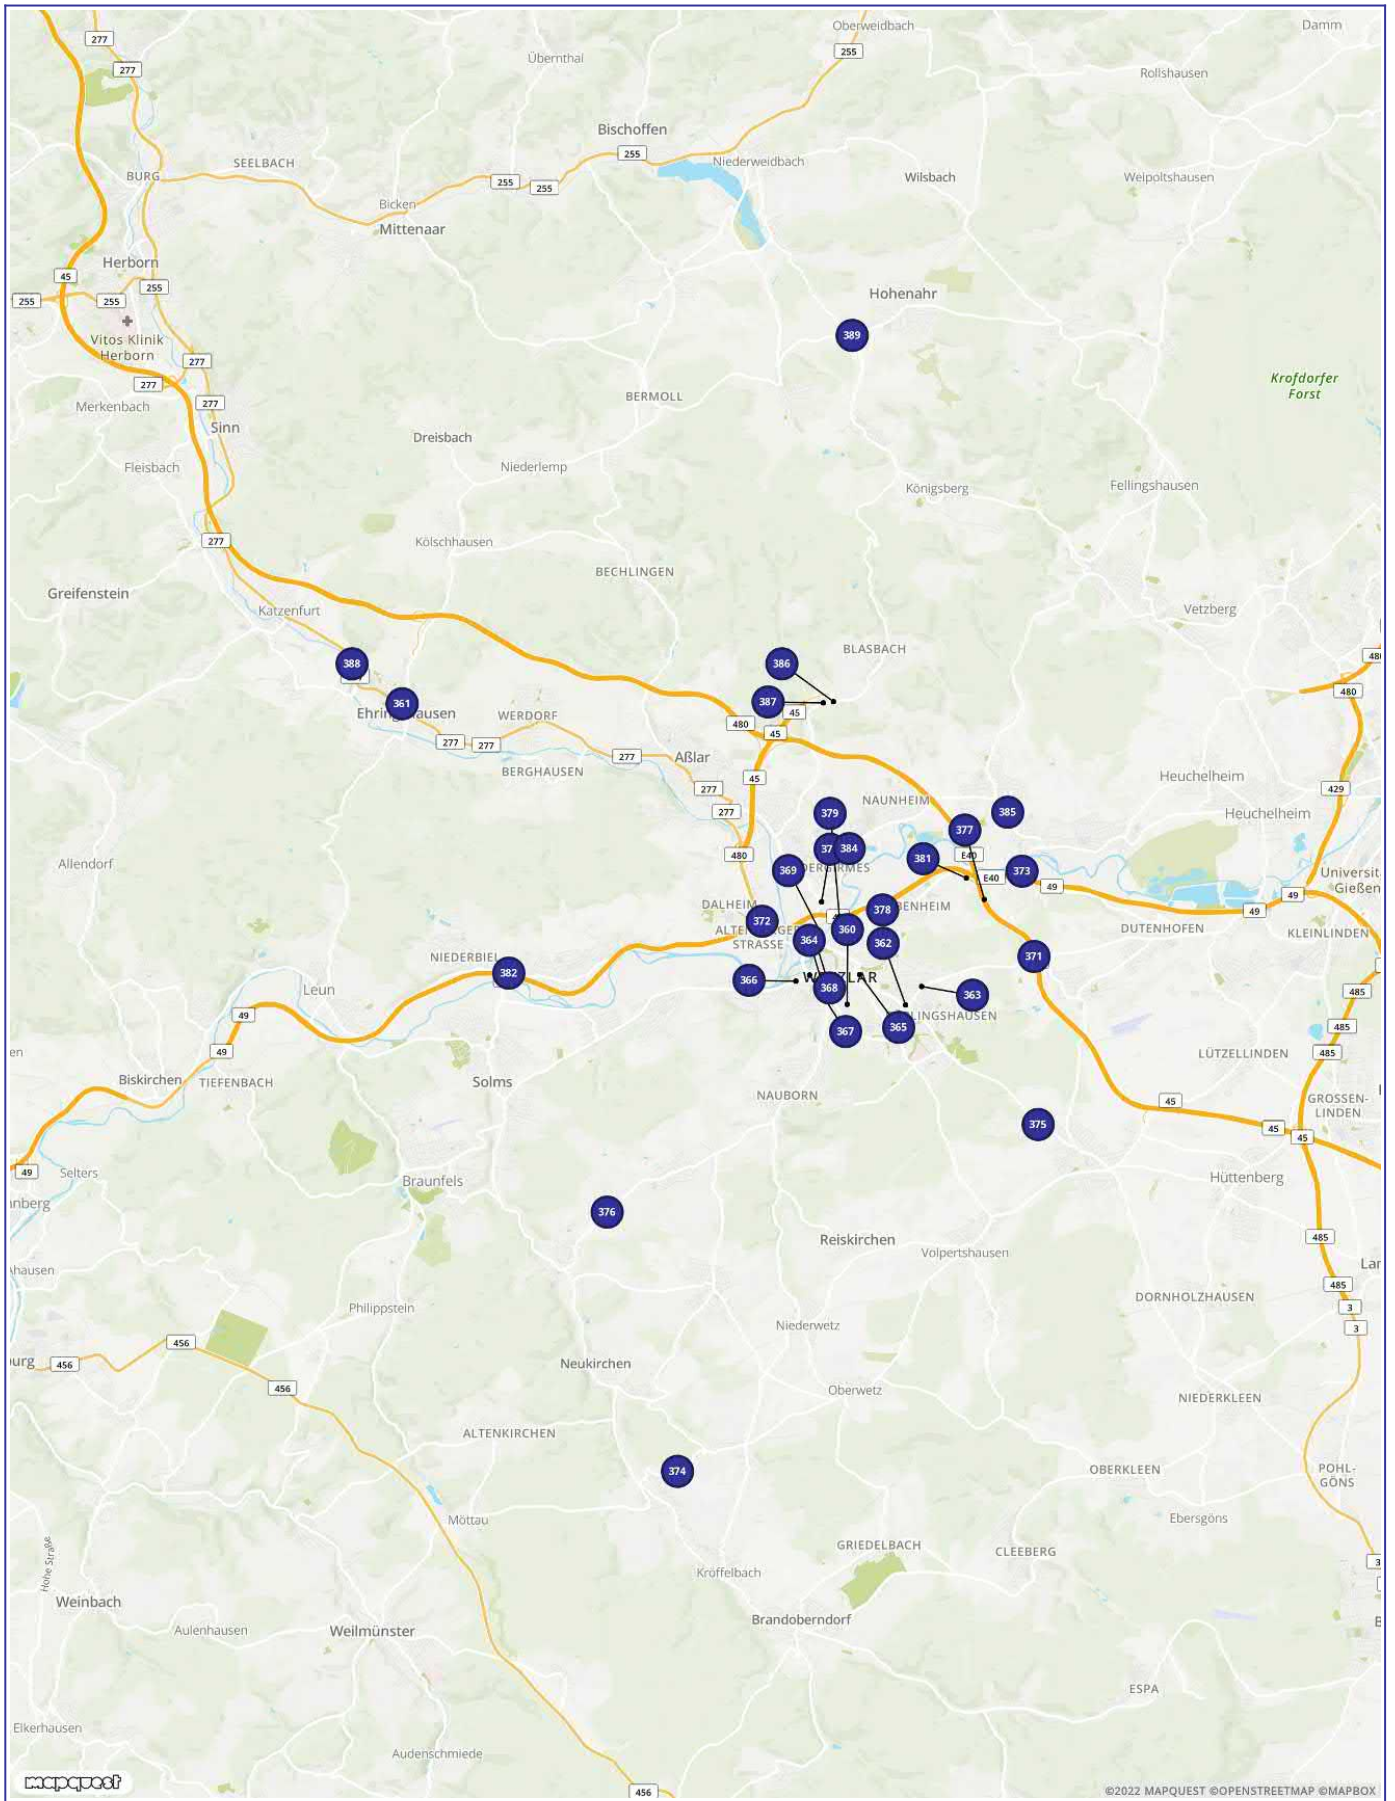 Oberweidbach
Damm
277
255
Übernthal
277
Rollshausen
Bischoffen
255
Niederweidbach
SEELBACH
BURG
255
255
Wilsbach
Weipoltshausen
Bicken
Mittenaar
Herborn
45
255
255
255
Hohenahr
Vitos Klinik
Herborn
389
277
277
Krofdorfer
Forst
BERMOLL
Merkenbach
277
Sinn
Dreisbach
Fleisbach
Niederlemp
Königsberg
Fellingshausen
277
Kölschhausen
BECHLINGEN
Greifenstein
Katzenfurt
Vetzberg
BLASBACH
388
386
480
361
387
45
Ehringshausen
WERDORF
480
45
277
277
277
Aßlar
BERGHAUSEN
45
Heuchelheim
277
429
NAUNHEIM
379
385
Heuchelheim
277
377
384
480
381
E40
Allendorf
369
373
E40
49
49
49
DALHEIM
372
378
360
DUTENHOFEN
KLEINLINDEN
STRASSE
364
362
NIEDERBIEL
371
382
366
WETZLAR
368
363
485
Leun
49
367
365
485
49
485
LÜTZELLINDEN
Biskirchen
TIEFENBACH
Solms
NAUBORN
45
GROSSEN-
LINDEN
375
45
45
49
Selters
Braunfels
Hüttenberg
376
Reiskirchen
Volpertshausen
485
485
DORNHOLZHAUSEN
Philippstein
3
Niederwetz
3
456
456
Neukirchen
456
Oberwetz
NIEDERKLEEN
ALTENKIRCHEN
374
OBERKLEEN
POHL-
GÖNS
Möttau
Ebersgöns
GRIEDELBACH
CLEEBERG
Hohe Straße
Kröffelbach
Weinbach
Brandoberndorf
Aulenhausen
Weilmünster
ESPA
Elkerhausen
Audenschmiede
mapquest
456
©2022 MAPQUEST ©OPENSTREETMAP ©MAPBOX